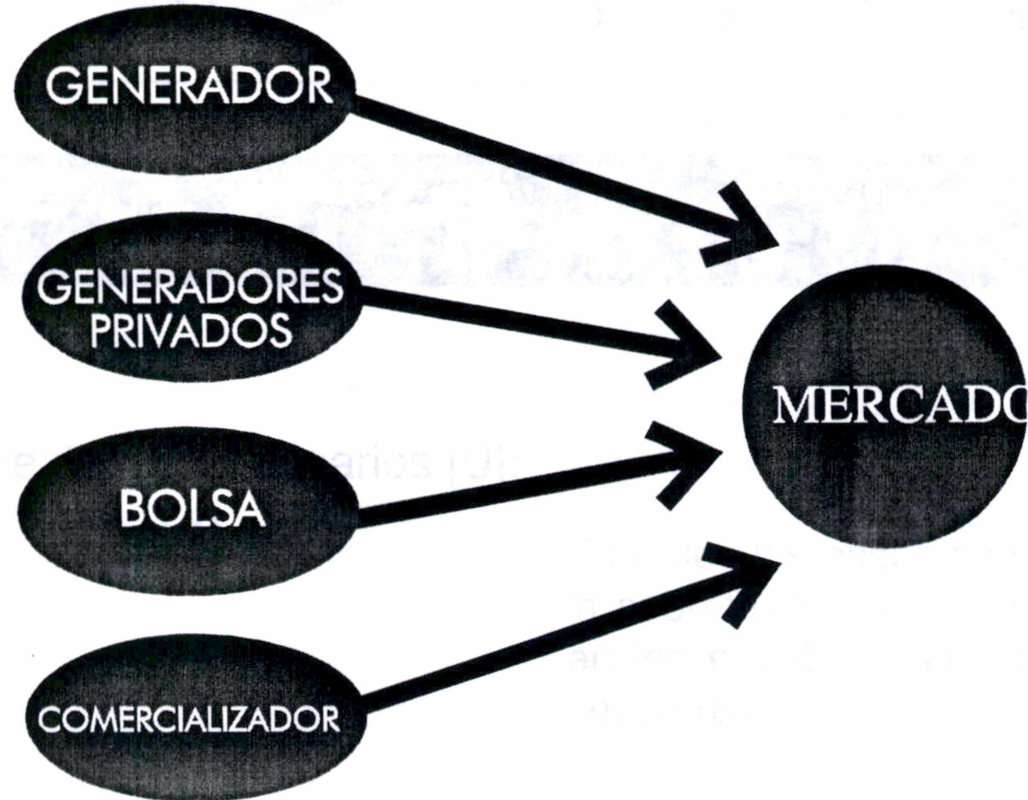 GENERADOR
GENERADORES
PRIVADOS
BOLSA
COMERCIALIZADOR
MERCADO